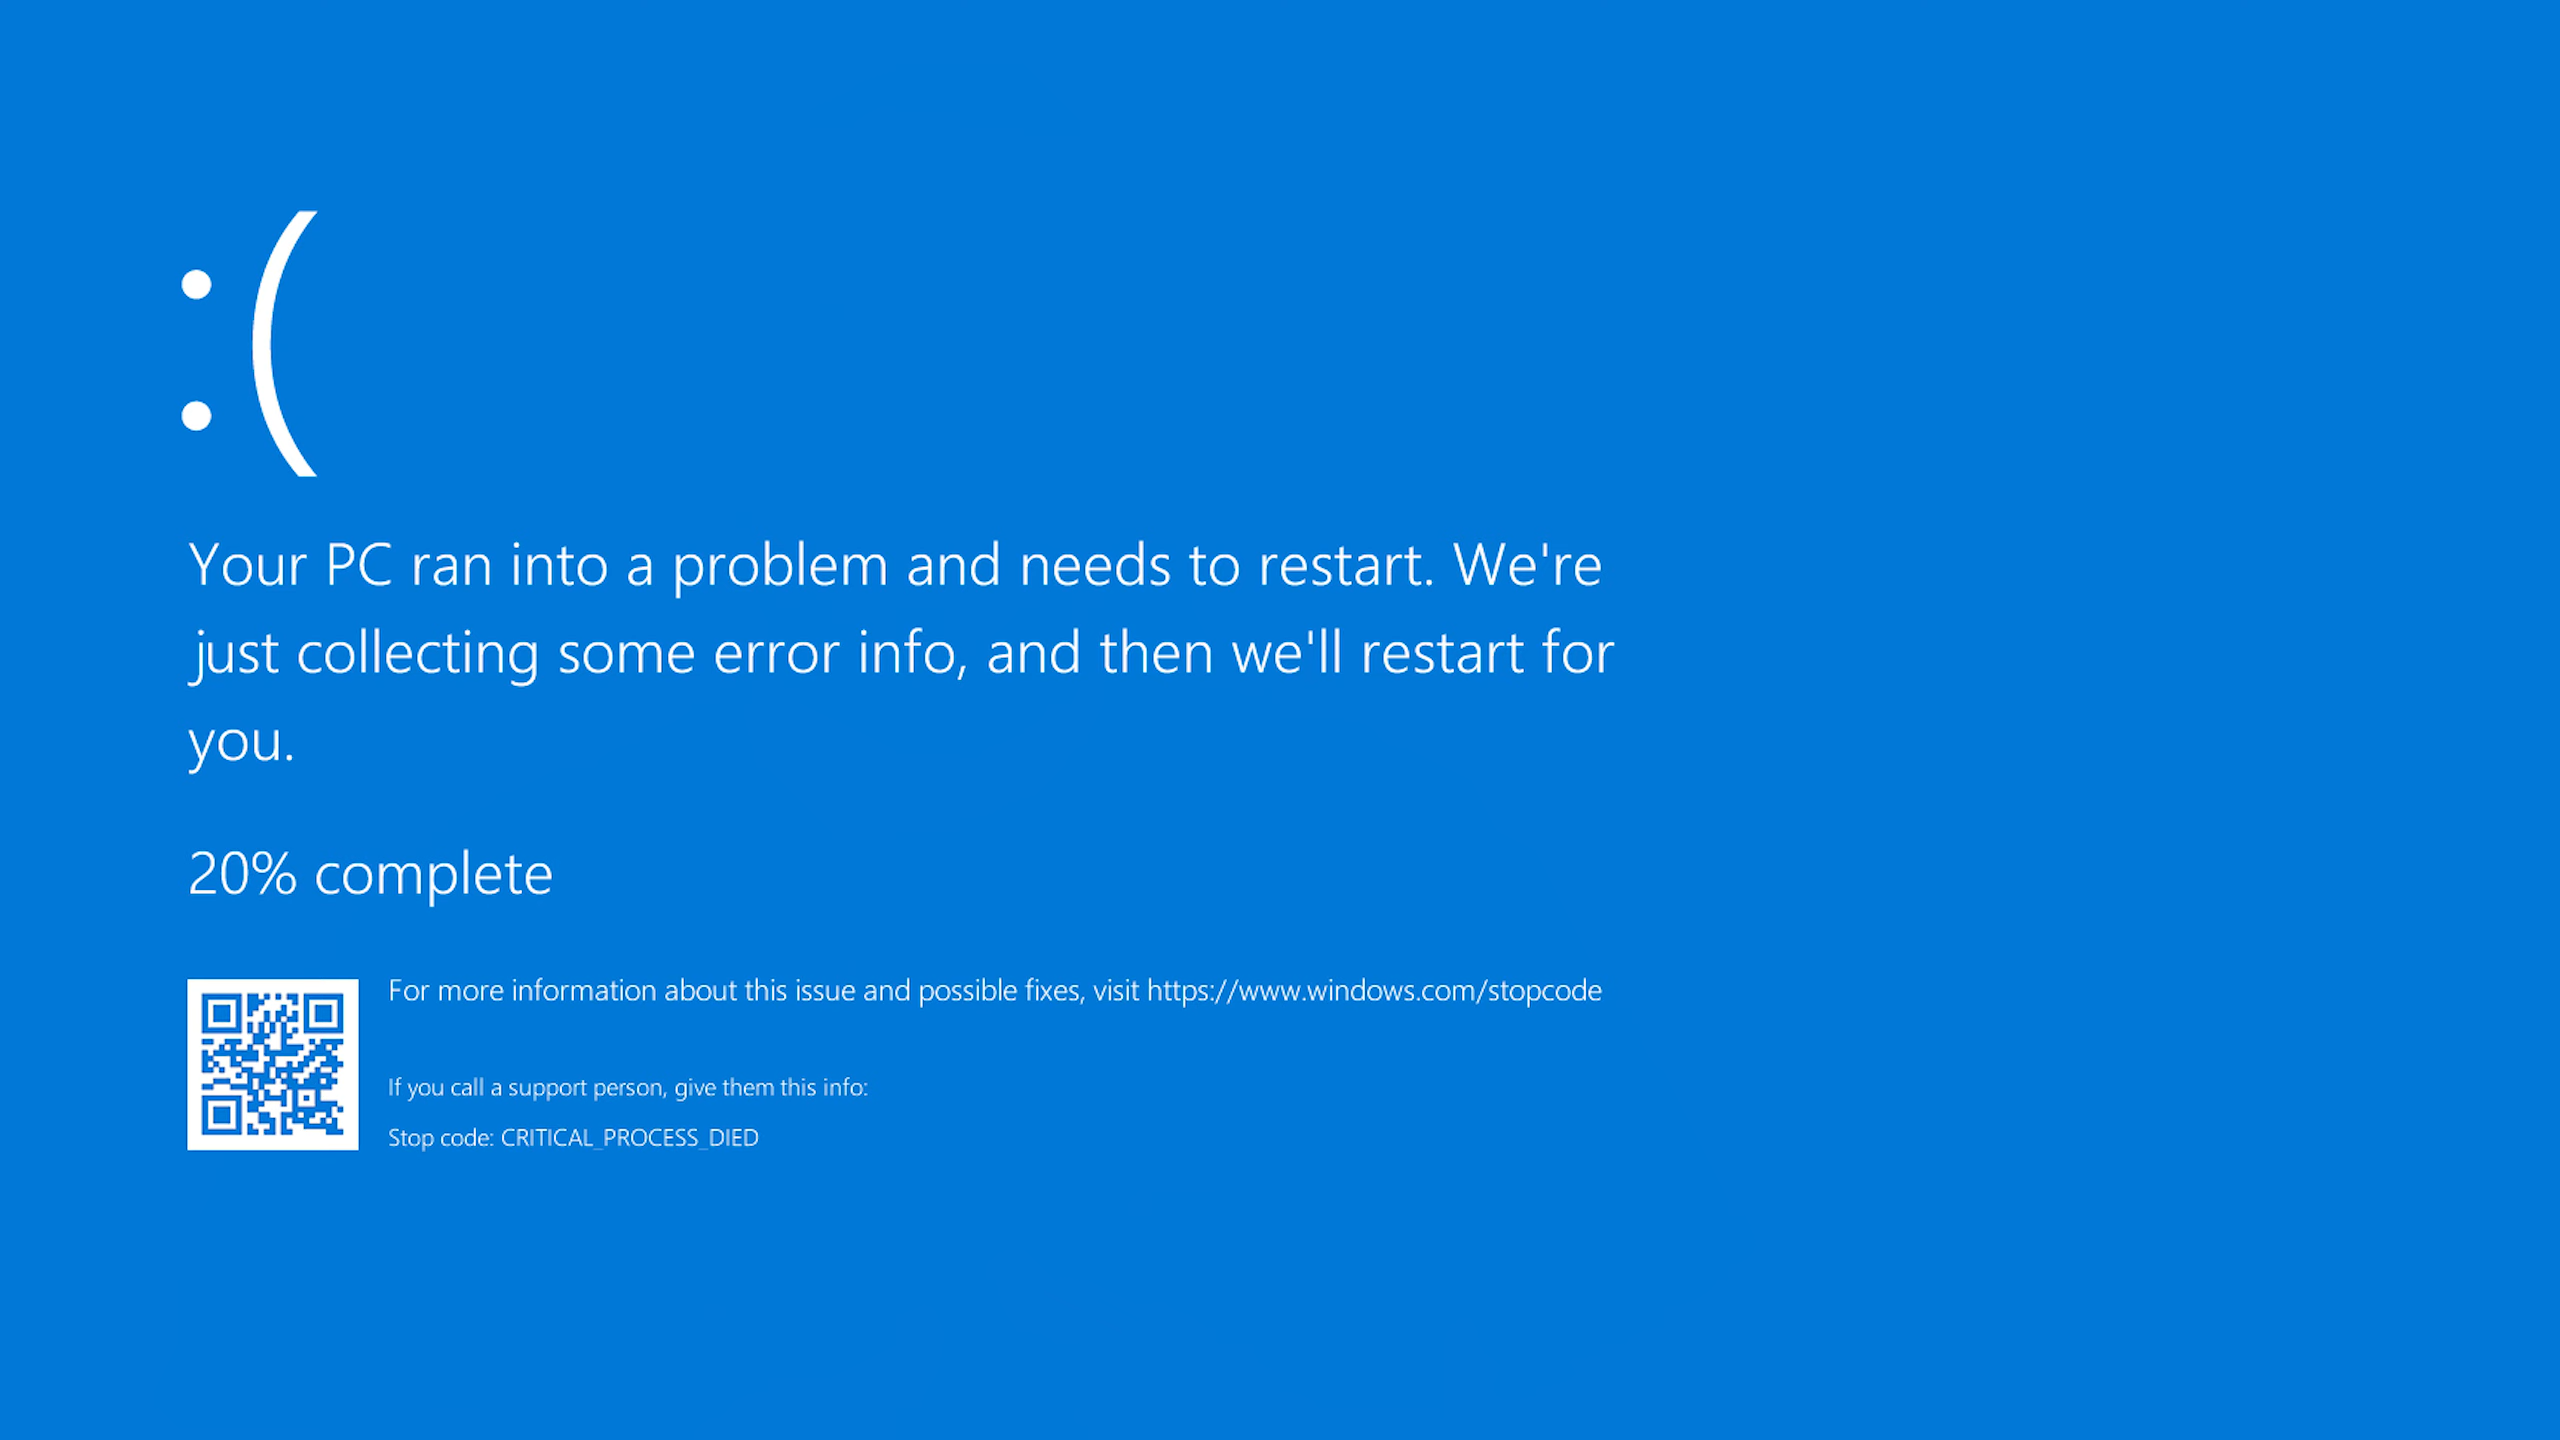 :(
Your PC ran into a problem and needs to restart. We're
just collecting some error info, and then we'll restart for
you.
20% complete
For more information about this issue and possible fixes, visit https://www.windows.com/stopcode
If you call a support person, give them this info:
Stop code: CRITICAL_PROCESS_DIED